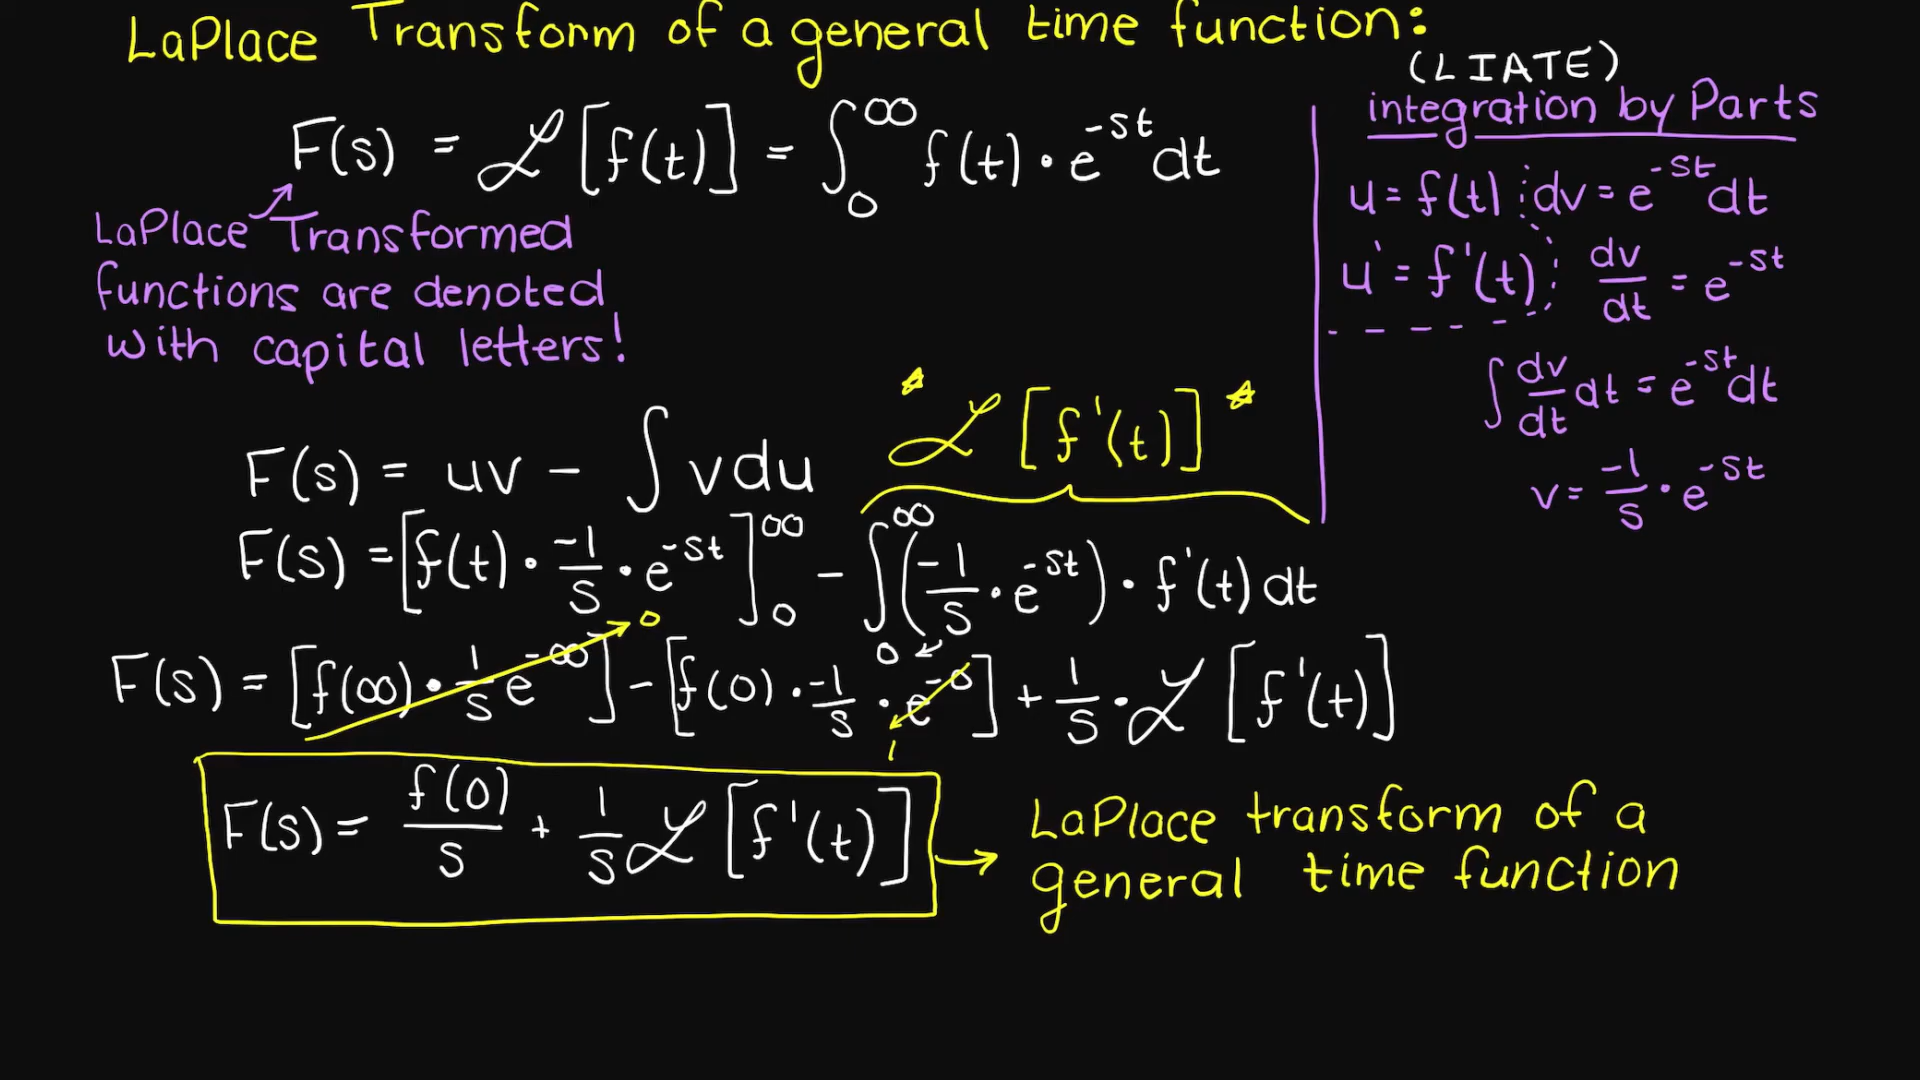 LaPlace Transform of a general time function:
F(s) = ℒ[f(t)] = ∫₀^∞ f(t)·e^{-st}dt
LaPlace Transformed
functions are denoted
with capital letters!
(LIATE)
integration by Parts
u = f(t) dv = e^{-st}dt
u' = f'(t) dv/dt = e^{-st}
∫ dv/dt dt = e^{-st}dt
v = -1/s · e^{-st}
ℒ[f'(t)]
F(s) = uv - ∫ v du
F(s) = [f(t) · -1/s · e^{-st}]₀^∞ - ∫₀^∞ (-1/s · e^{-st}) · f'(t) dt
0
F(s) = [f(∞) · 1/s e^{-∞}] - [f(0) · -1/s · e^{-0}] + 1/s · ℒ[f'(t)]
1
F(s) = f(0)/s + 1/s ℒ[f'(t)]
LaPlace transform of a
general time function